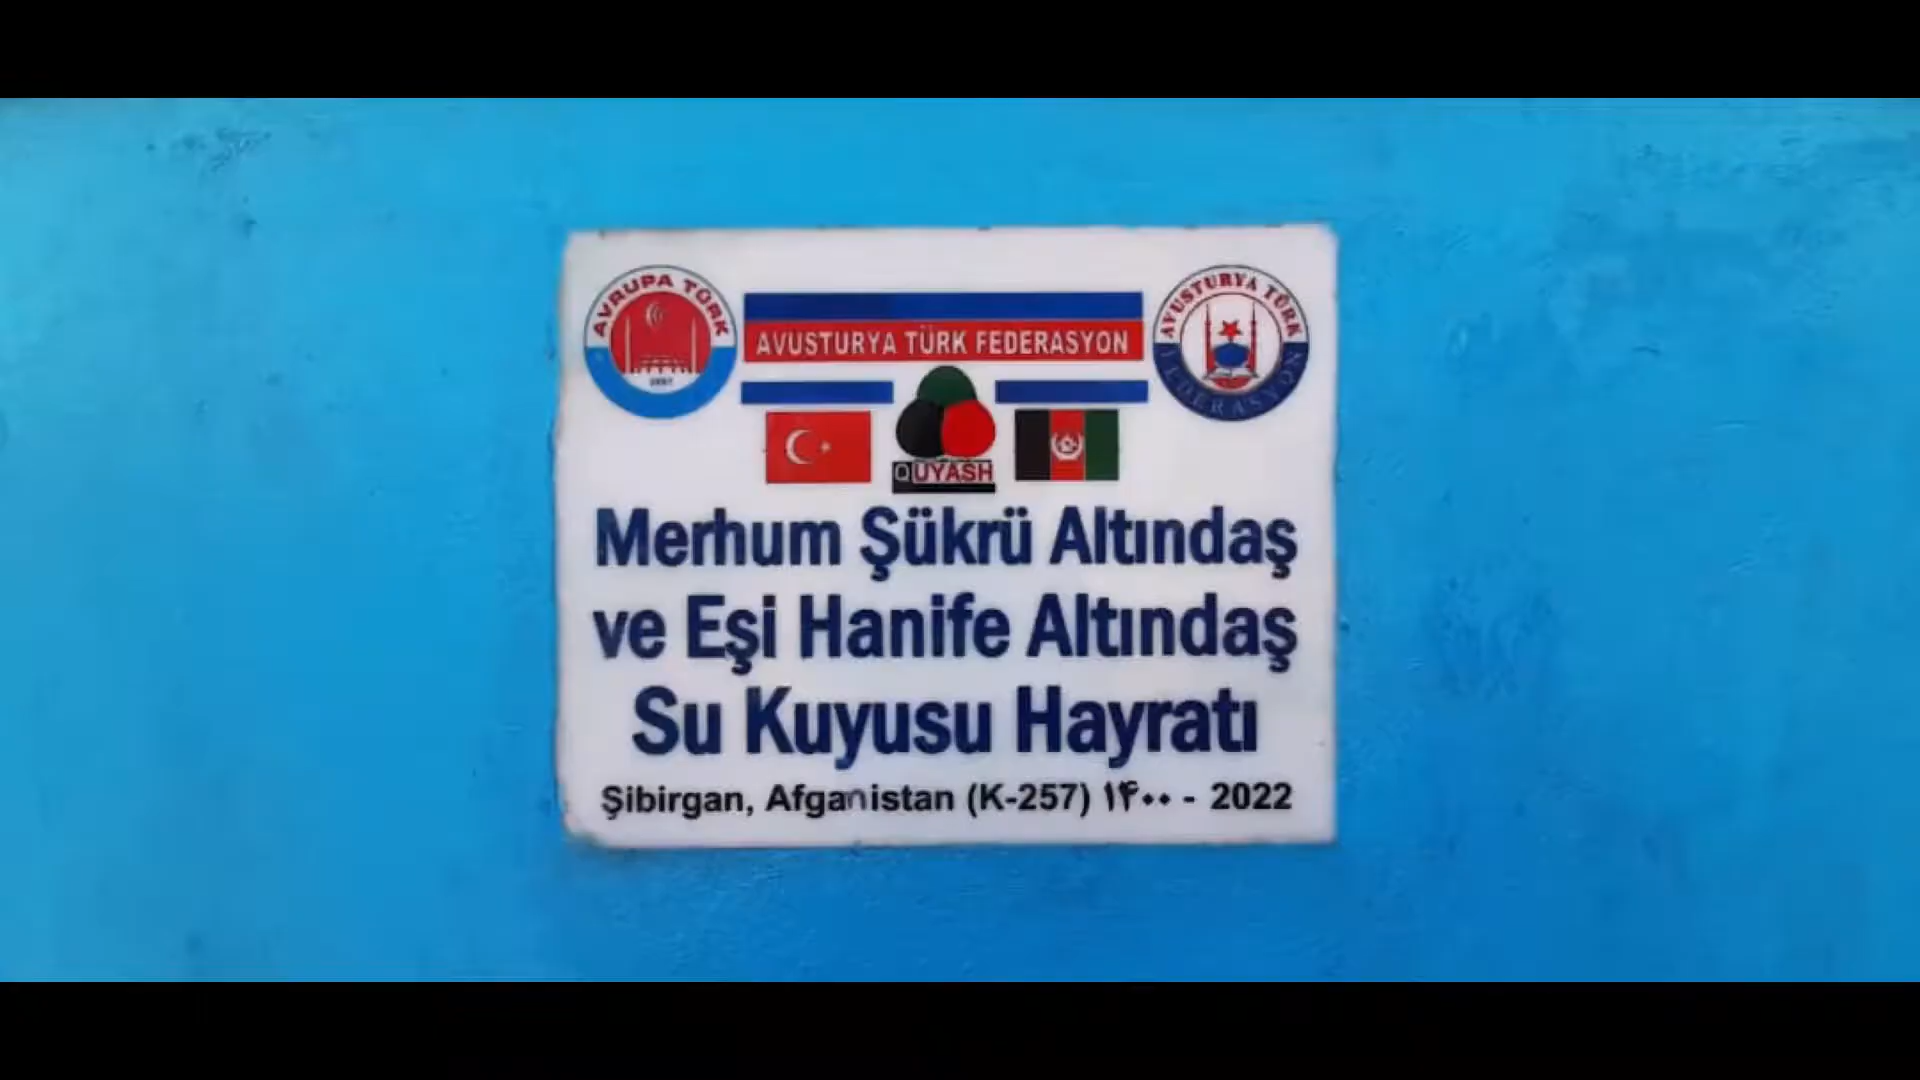 AVRUPA TÜRK
AVUSTURYA TÜRK FEDERASYON
AVUSTURYA TÜRK
FEDERASYON
QUYASH
Merhum Şükrü Altındaş
ve Eşi Hanife Altındaş
Su Kuyusu Hayratı
Şibirgan, Afganistan (K-257) ۱۴۰۰ - 2022